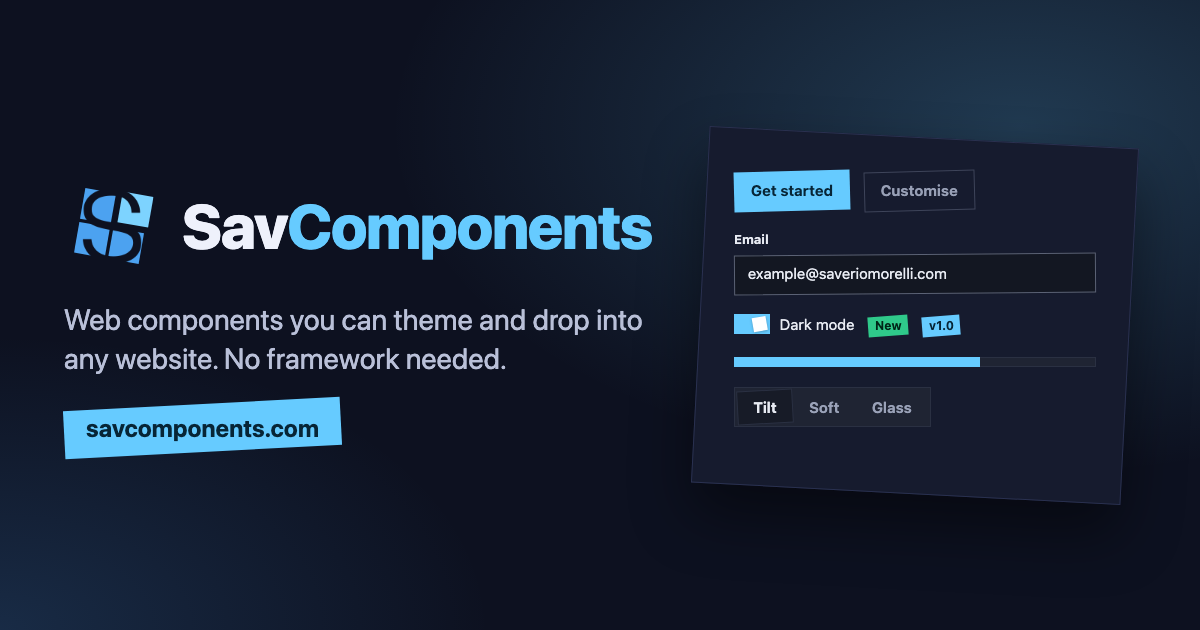 SavComponents
Web components you can theme and drop into
any website. No framework needed.
savcomponents.com
Get started
Customise
Email
example@saveriomorelli.com
Dark mode
New
v1.0
Tilt
Soft
Glass